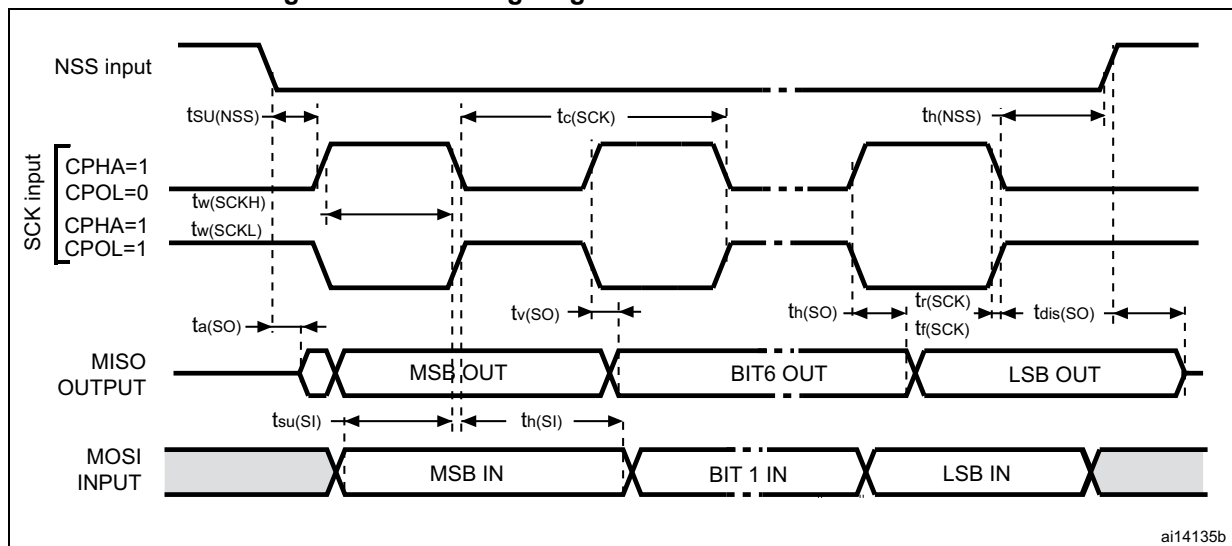 NSS input
tSU(NSS)
tc(SCK)
th(NSS)
SCK input
CPHA=1
CPOL=0
tw(SCKH)
CPHA=1
tw(SCKL)
CPOL=1
ta(SO)
tv(SO)
th(SO)
tr(SCK)
tf(SCK)
tdis(SO)
MISO
OUTPUT
MSB OUT
BIT6 OUT
LSB OUT
tsu(SI)
th(SI)
MOSI
INPUT
MSB IN
BIT 1 IN
LSB IN
ai14135b